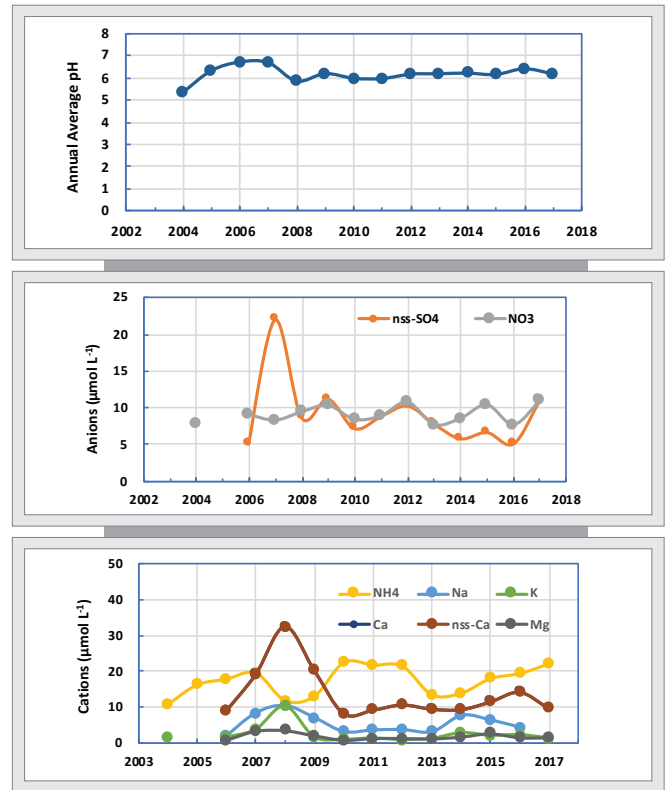 Annual Average pH
8
7
6
5
4
3
2
1
0
2002 2004 2006 2008 2010 2012 2014 2016 2018
Anions (µmol L-1)
25
20
15
10
5
0
nss-SO4 NO3
2002 2004 2006 2008 2010 2012 2014 2016 2018
Cations (µmol L-1)
50
40
30
20
10
0
NH4 Na K
Ca nss-Ca Mg
2003 2005 2007 2009 2011 2013 2015 2017